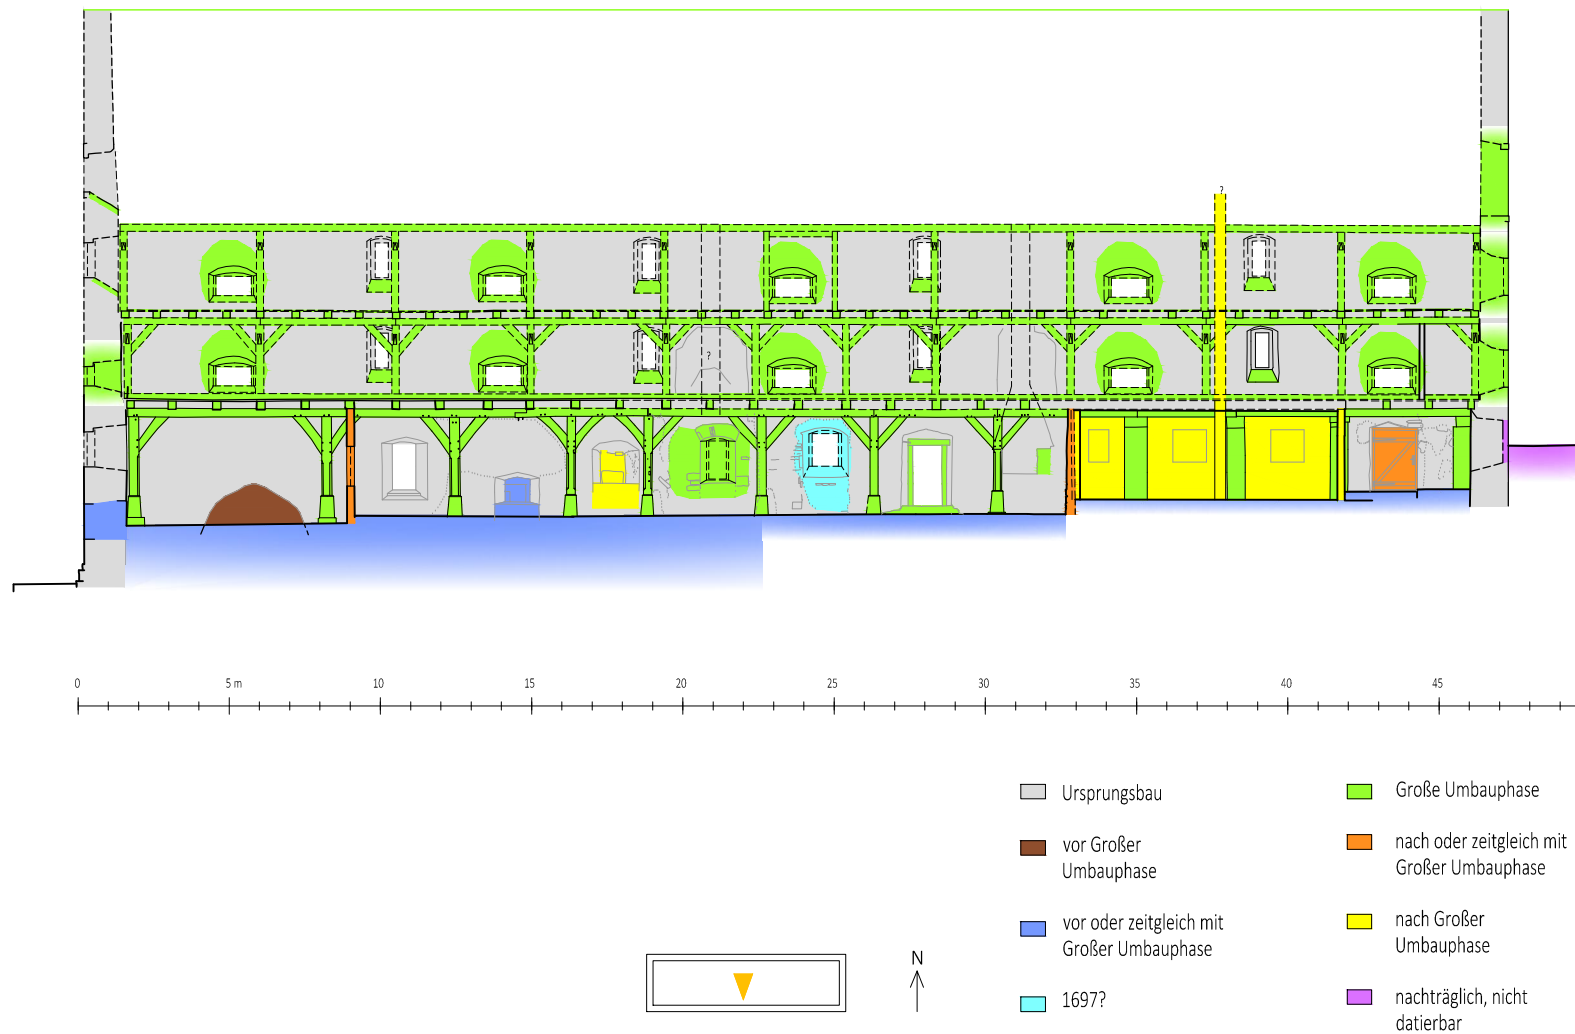 ?
?
0 5 m 10 15 20 25 30 35 40 45
Ursprungsbau
vor Großer
Umbauphase
vor oder zeitgleich mit
Großer Umbauphase
1697?
Große Umbauphase
nach oder zeitgleich mit
Großer Umbauphase
nach Großer
Umbauphase
nachträglich, nicht
datierbar
N